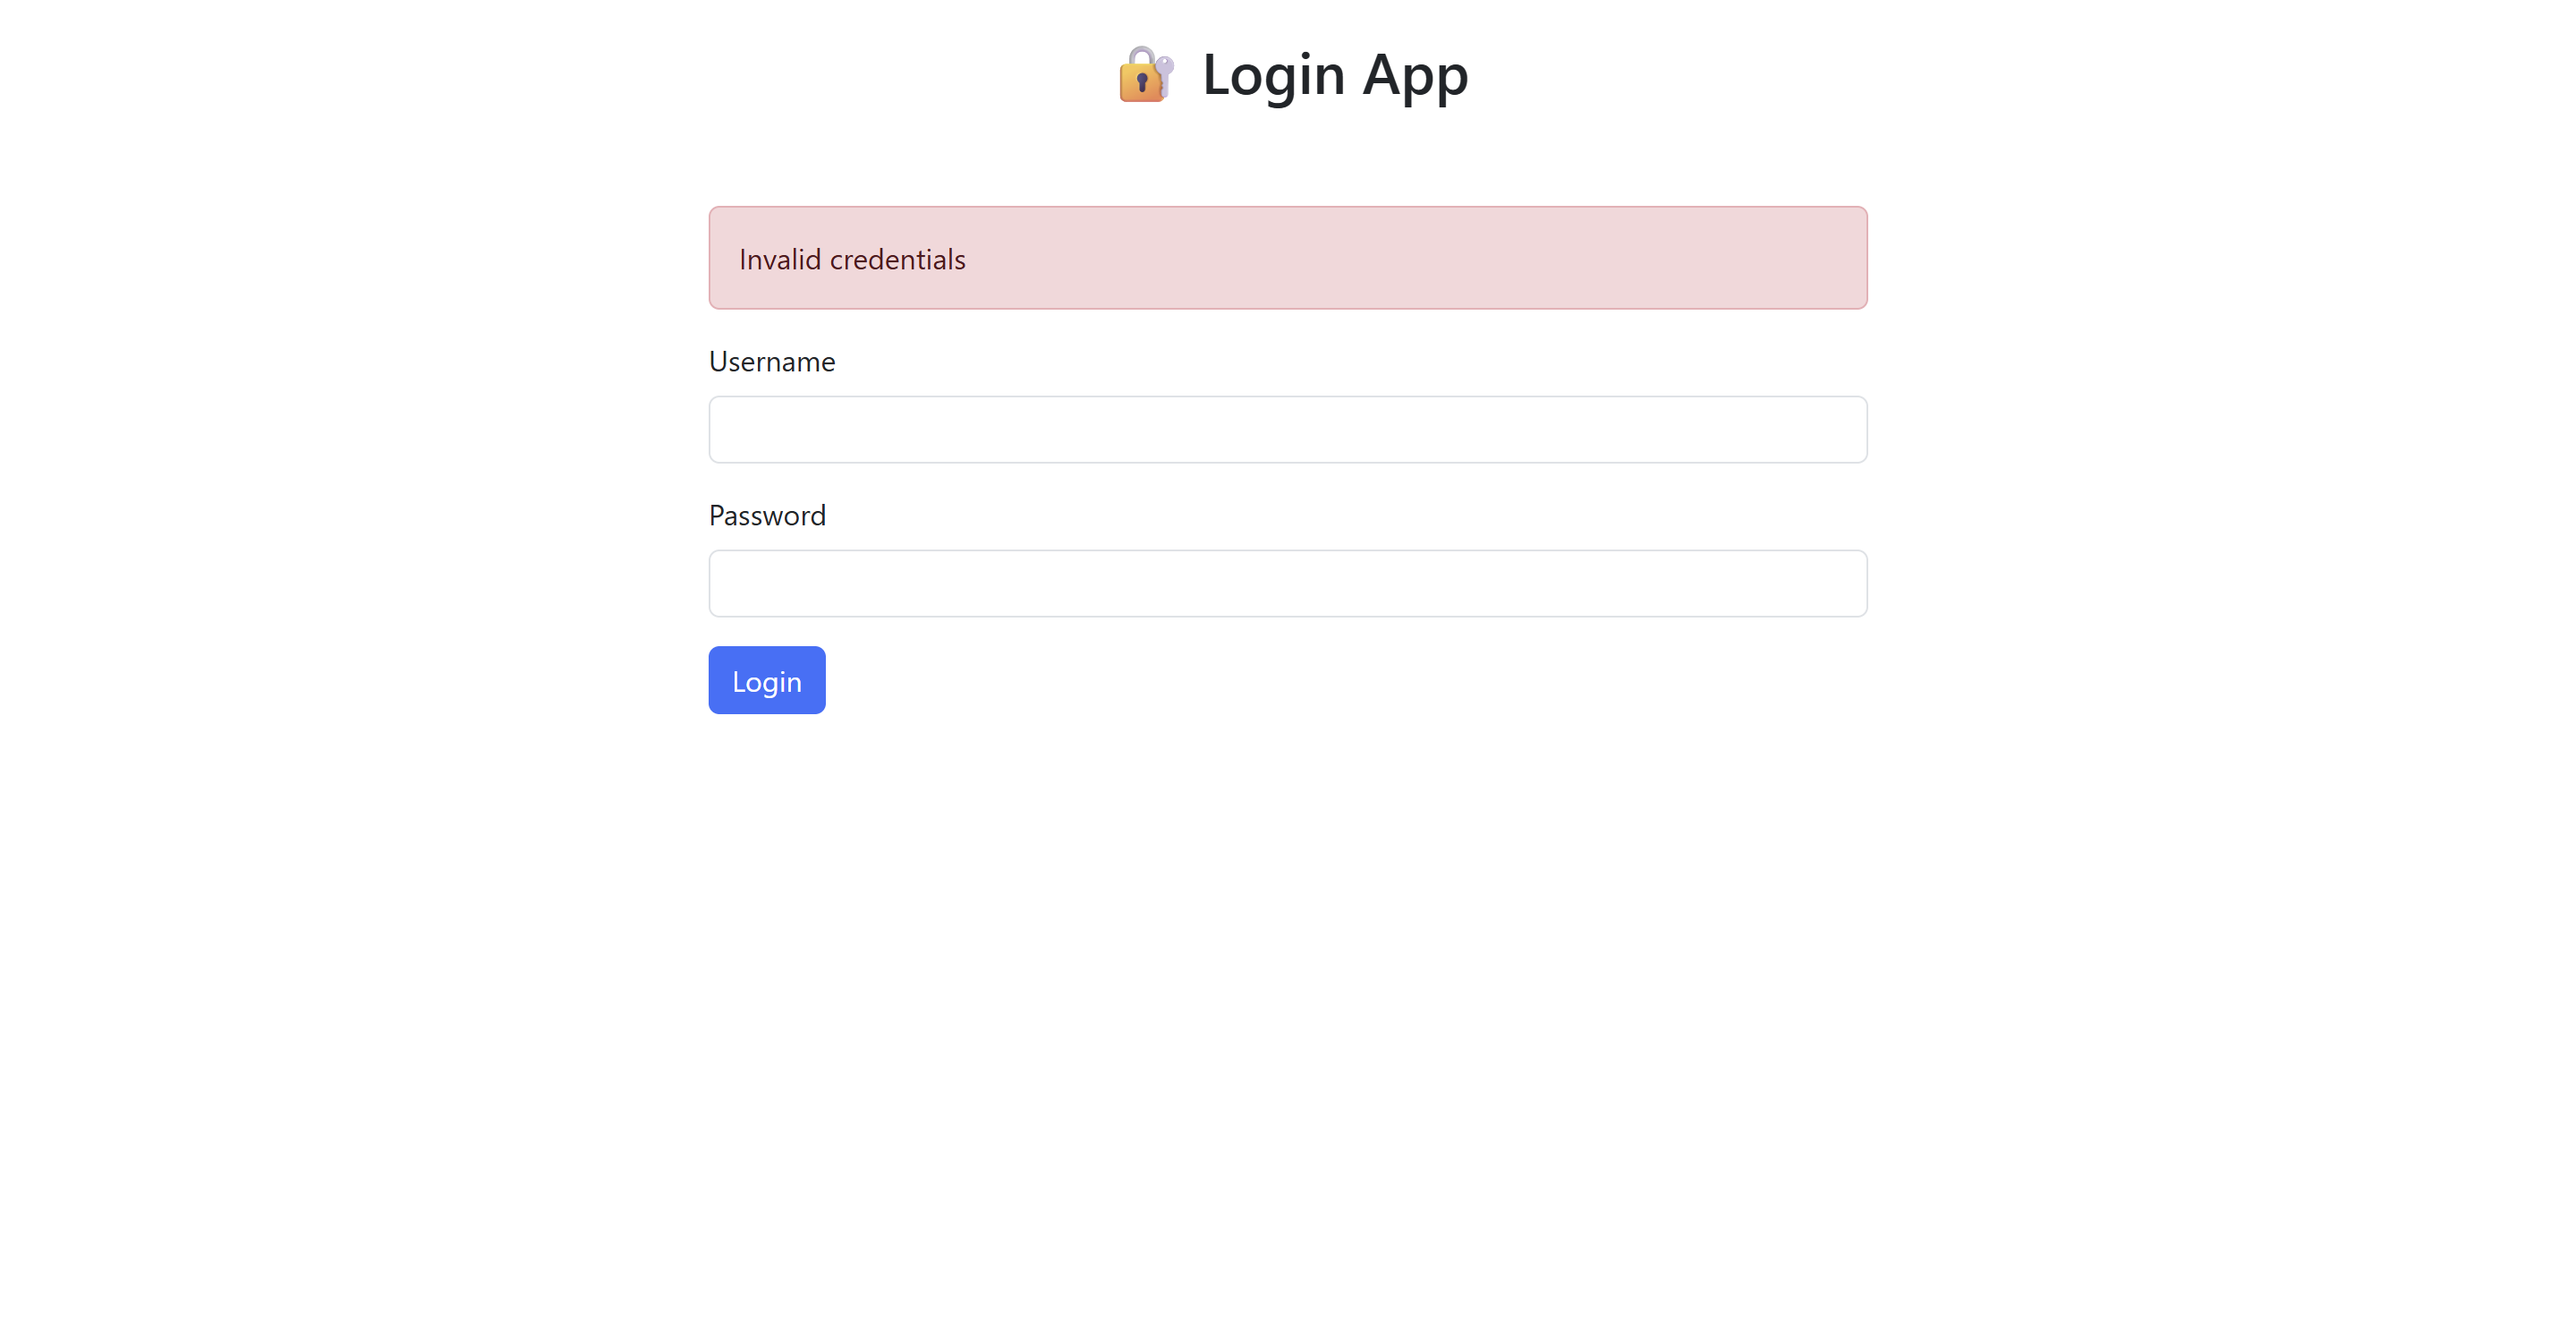 Login App
Invalid credentials
Username
Password
Login